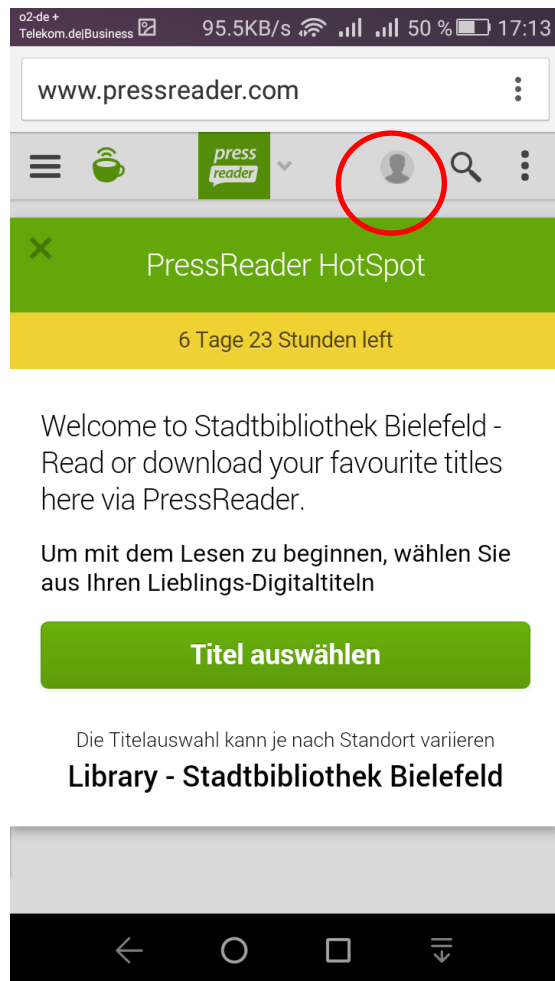 o2-de +
Telekom.de|Business 95.5KB/s 50 % 17:13
www.pressreader.com
press
reader
PressReader HotSpot
6 Tage 23 Stunden left
Welcome to Stadtbibliothek Bielefeld -
Read or download your favourite titles
here via PressReader.
Um mit dem Lesen zu beginnen, wählen Sie
aus Ihren Lieblings-Digitaltiteln
Titel auswählen
Die Titelauswahl kann je nach Standort variieren
Library - Stadtbibliothek Bielefeld